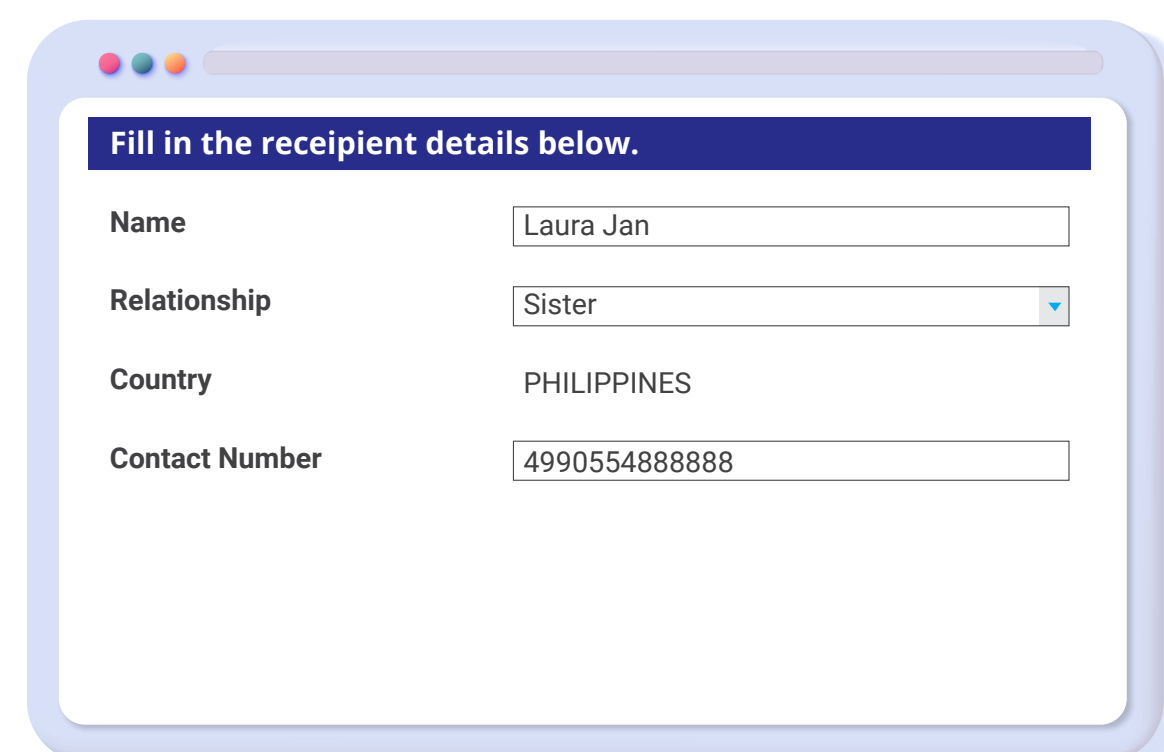 Fill in the receipient details below.
Name Laura Jan
Relationship Sister
Country PHILIPPINES
Contact Number 4990554888888